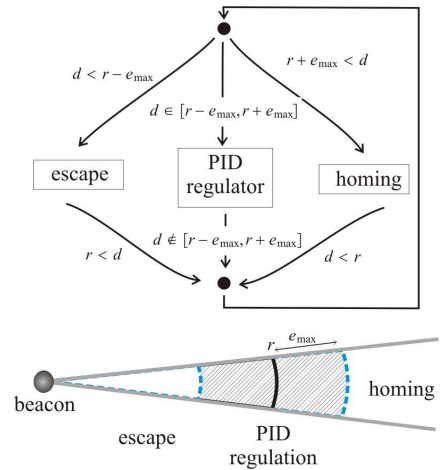 d < r − e_max
r + e_max < d
d ∈ [r − e_max, r + e_max]
escape
PID
regulator
homing
d ∉ [r − e_max, r + e_max]
r < d
d < r
r
e_max
beacon
homing
escape
PID
regulation